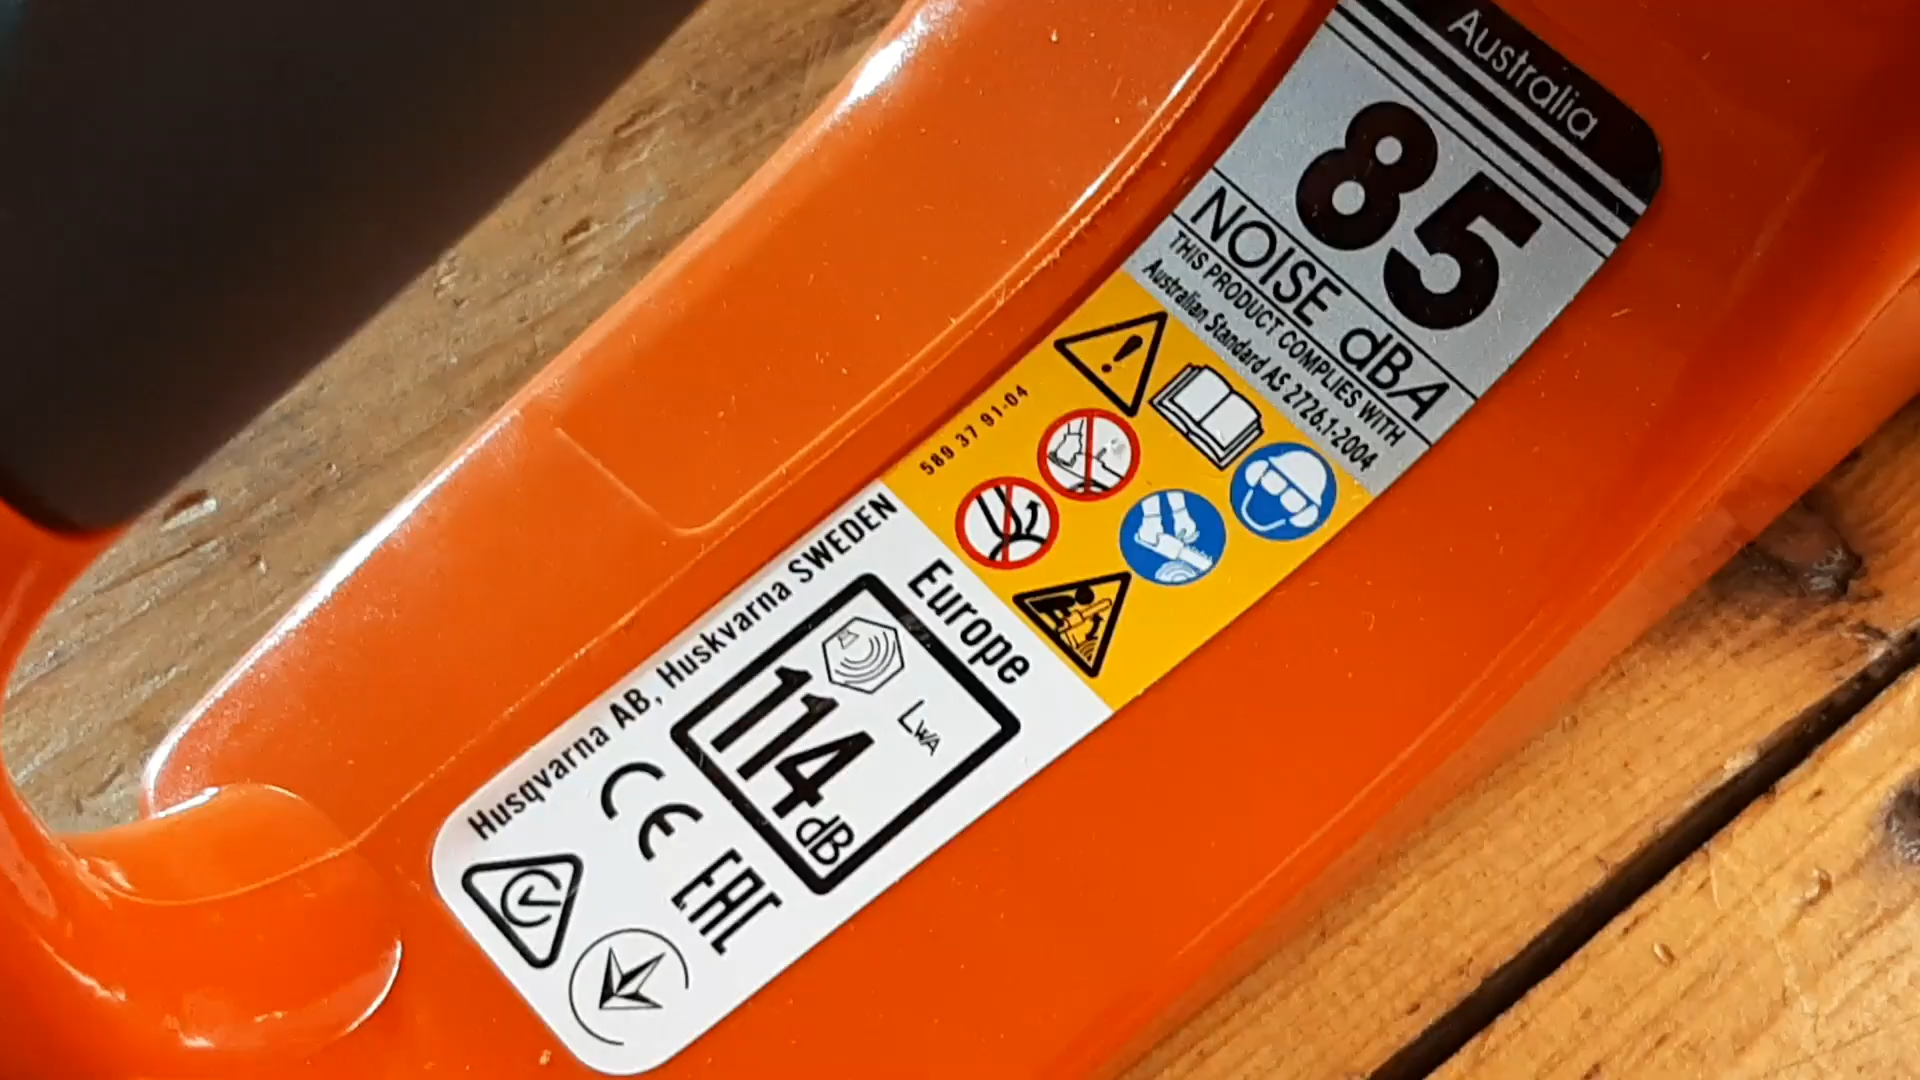 Australia
85
NOISE dBA
THIS PRODUCT COMPLIES WITH
Australian Standard AS 2726.1-2004
589 37 91-04
Europe
Husqvarna AB, Huskvarna SWEDEN
LWA
114
dB
CE
EAC